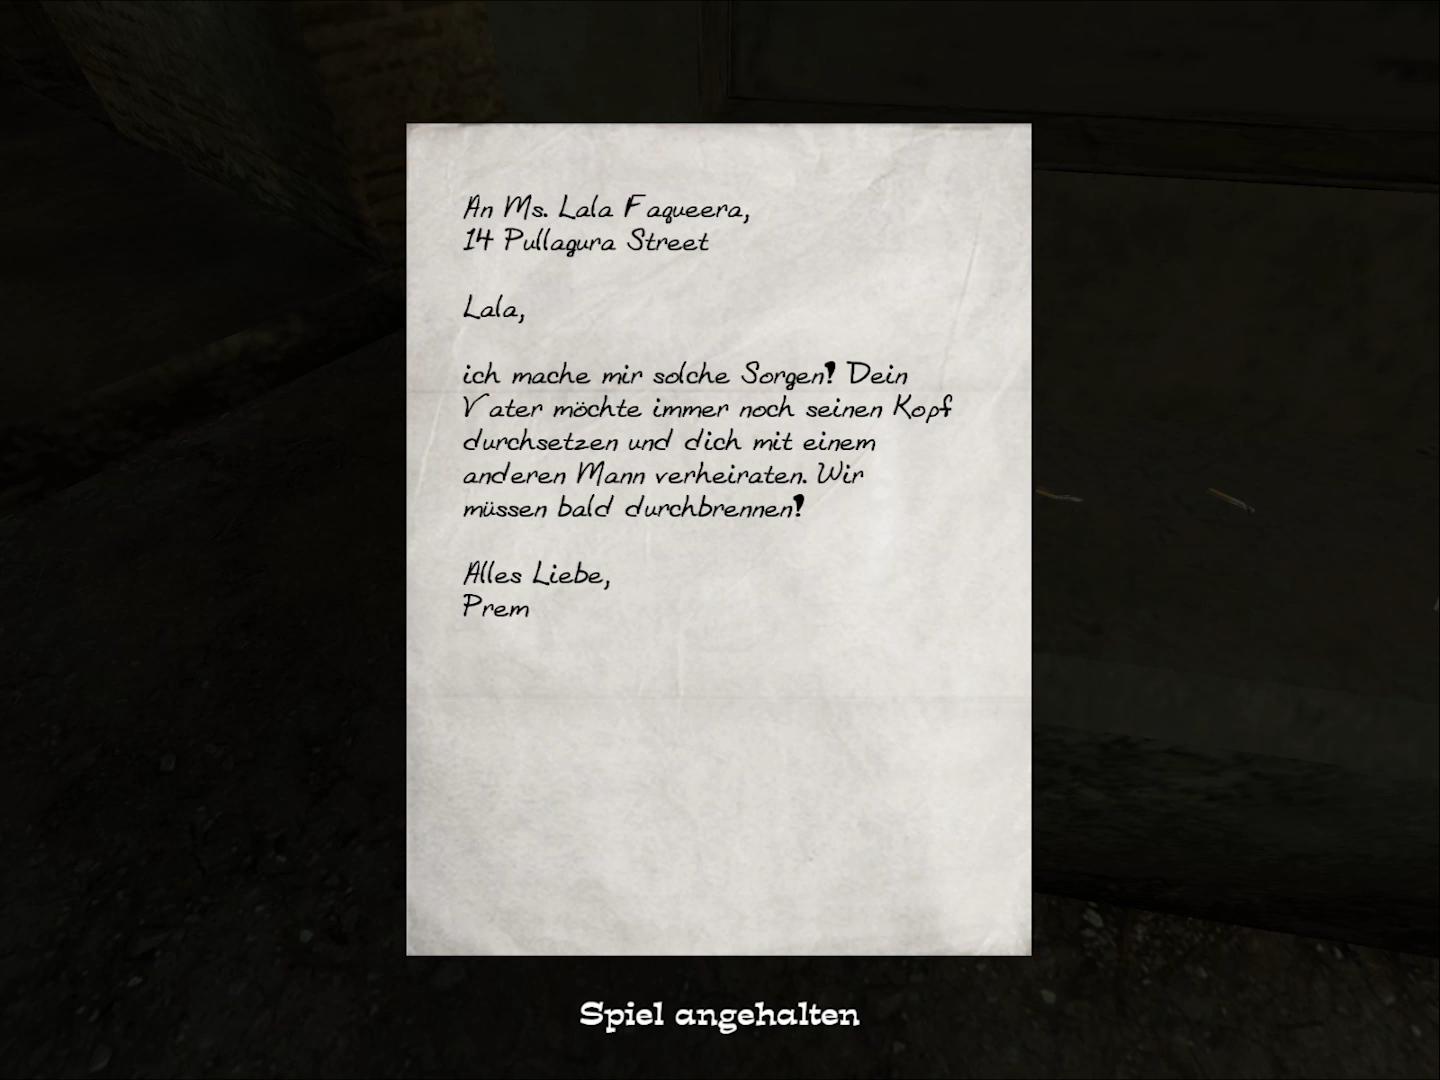 An Ms. Lala Faqueera,
14 Pullagura Street
Lala,
ich mache mir solche Sorgen! Dein
Vater möchte immer noch seinen Kopf
durchsetzen und dich mit einem
anderen Mann verheiraten. Wir
müssen bald durchbrennen!
Alles Liebe,
Prem
Spiel angehalten